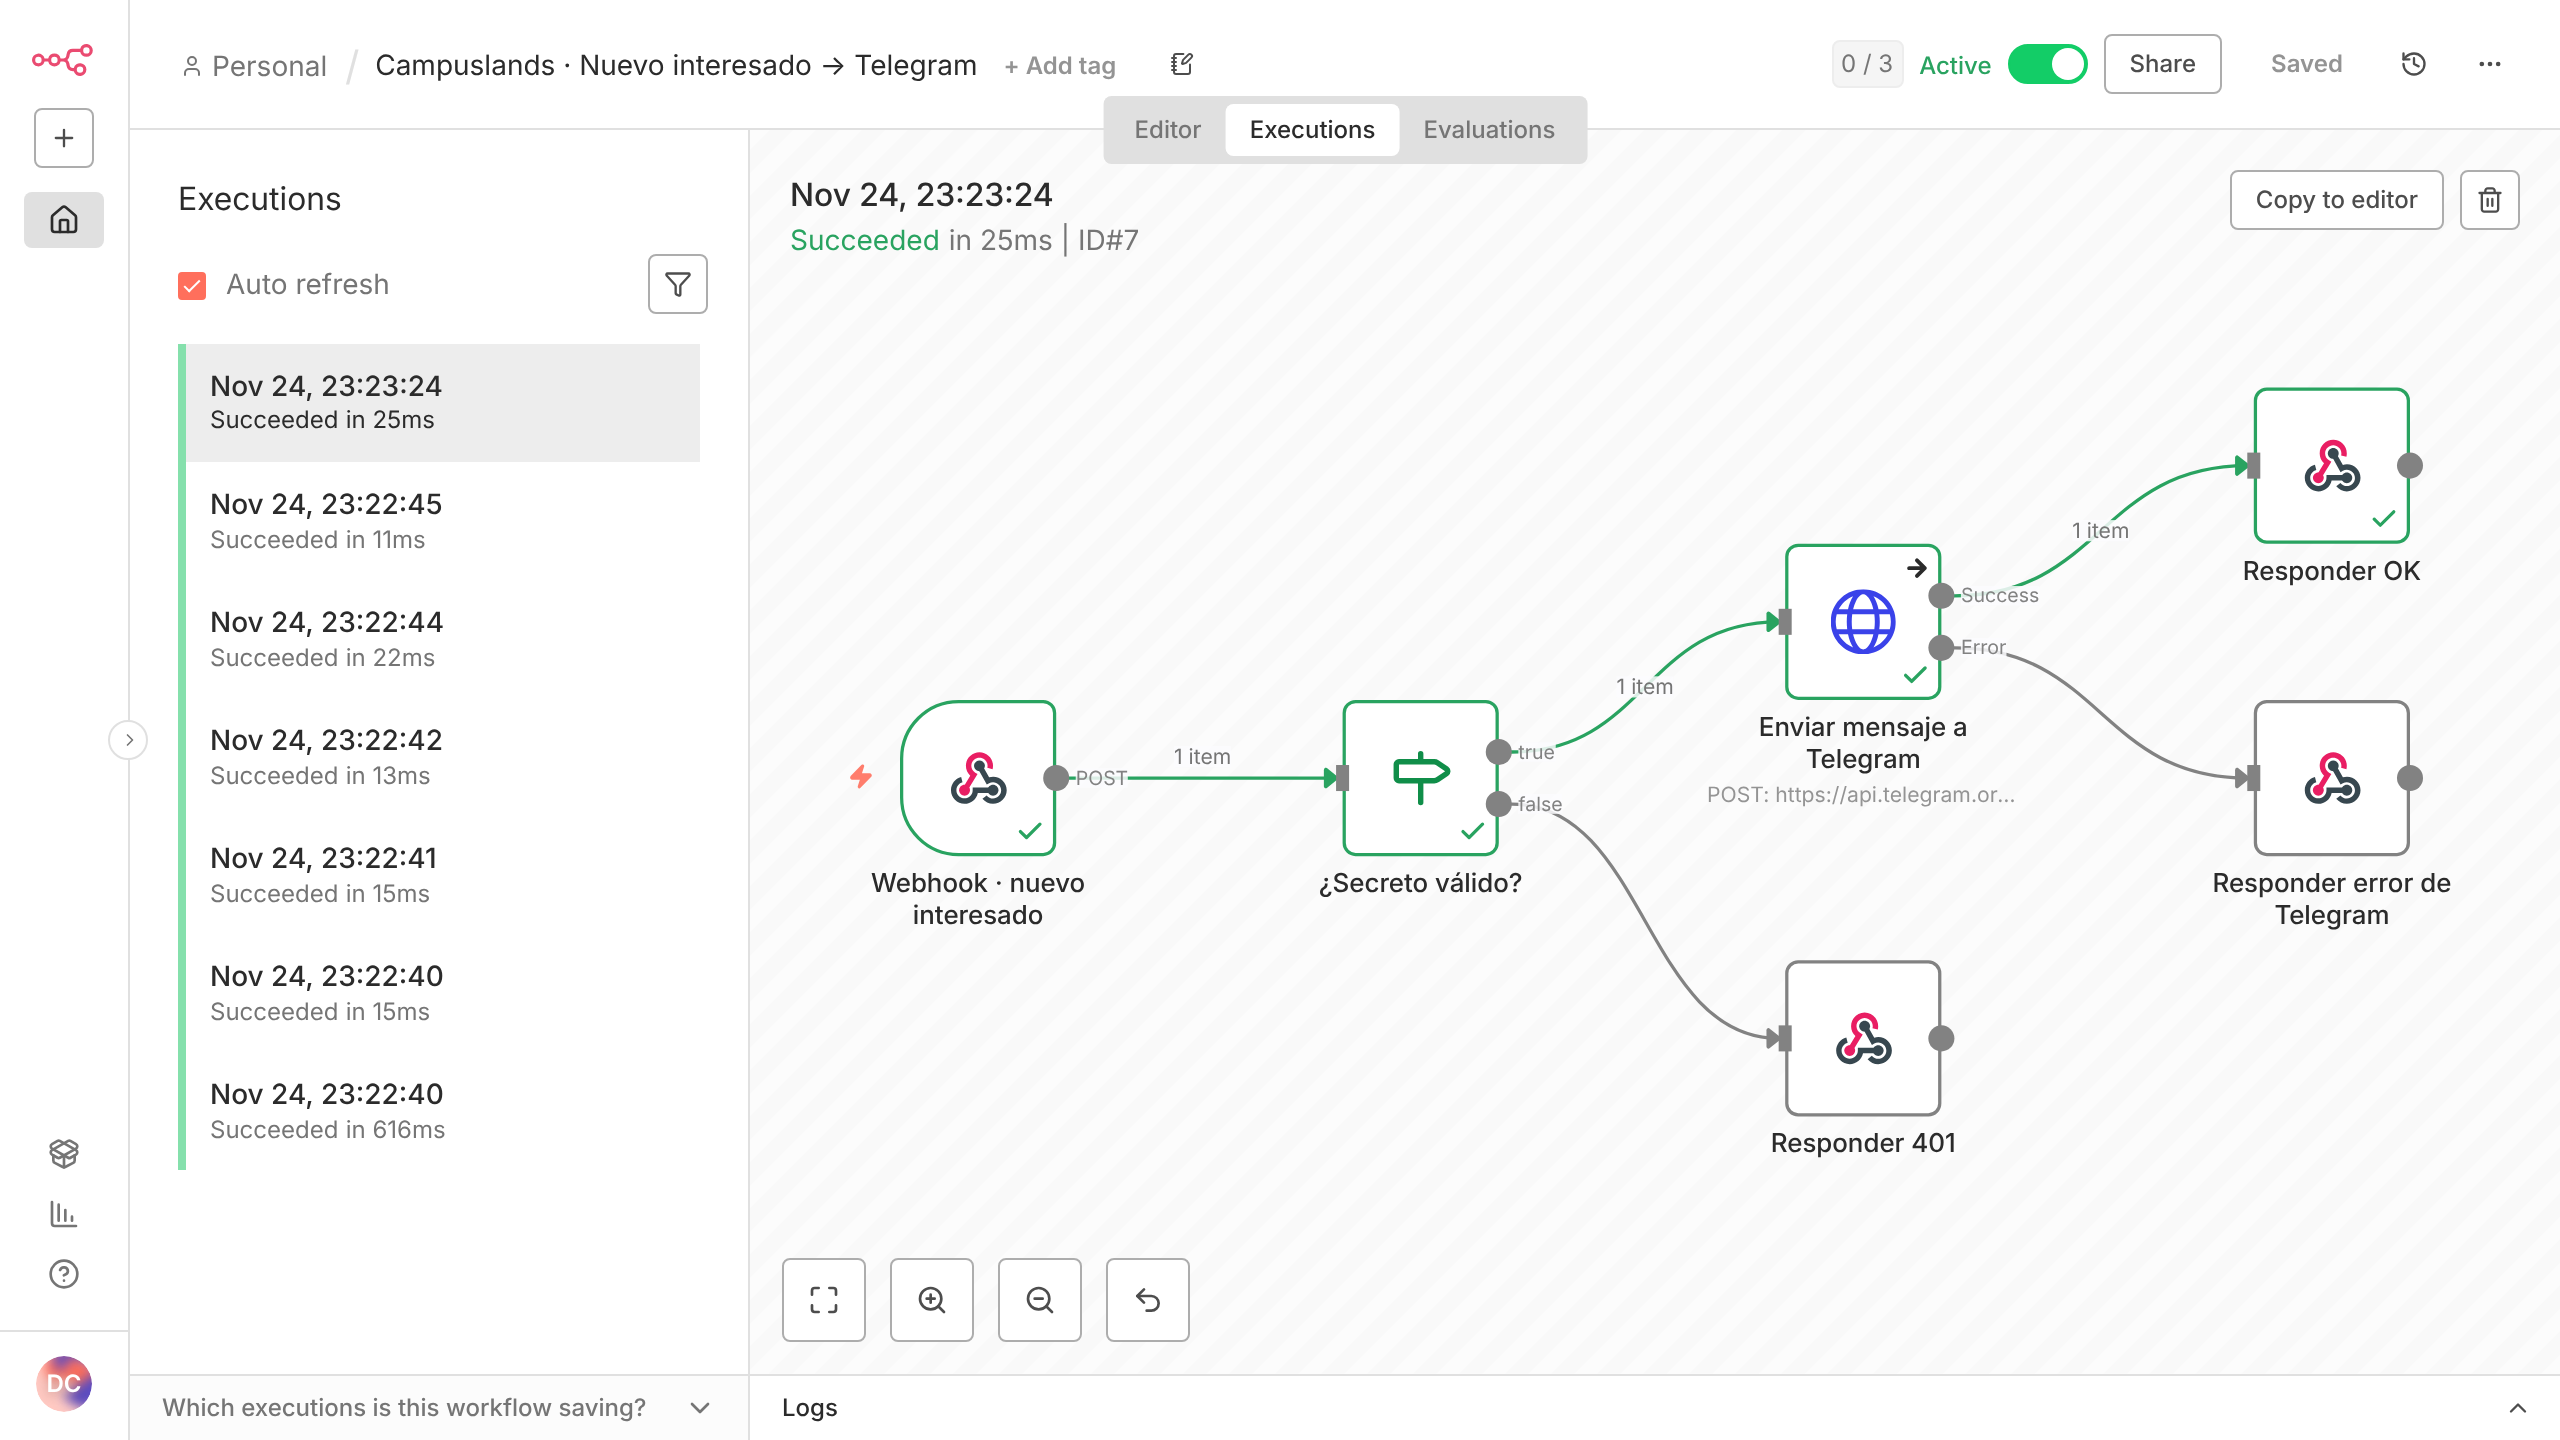 Personal / Campuslands · Nuevo interesado → Telegram + Add tag
0 / 3 Active Share Saved
Editor Executions Evaluations
Executions
Auto refresh
Nov 24, 23:23:24
Succeeded in 25ms
Nov 24, 23:22:45
Succeeded in 11ms
Nov 24, 23:22:44
Succeeded in 22ms
Nov 24, 23:22:42
Succeeded in 13ms
Nov 24, 23:22:41
Succeeded in 15ms
Nov 24, 23:22:40
Succeeded in 15ms
Nov 24, 23:22:40
Succeeded in 616ms
Which executions is this workflow saving?
DC
Nov 24, 23:23:24
Succeeded in 25ms | ID#7
Copy to editor
POST
1 item
Webhook · nuevo
interesado
true
false
¿Secreto válido?
1 item
Success
Error
Enviar mensaje a
Telegram
POST: https://api.telegram.or...
1 item
Responder OK
Responder error de
Telegram
Responder 401
Logs